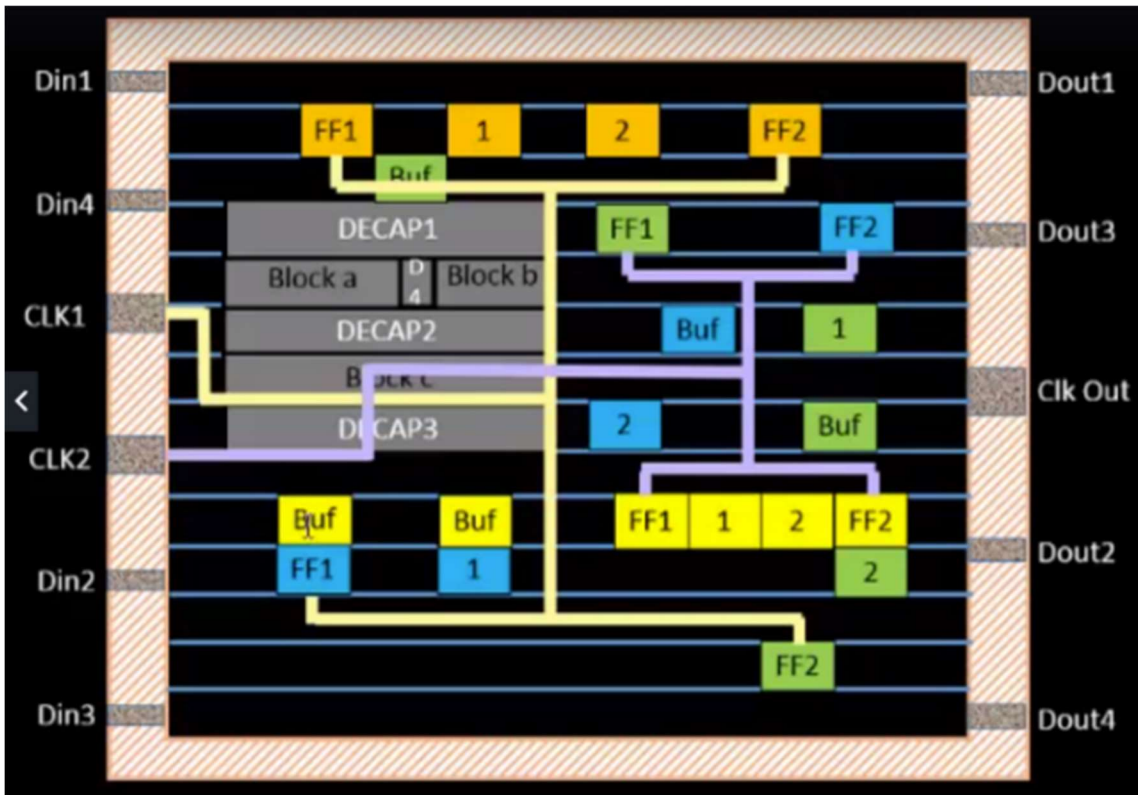 Din1
Dout1
FF1 1 2 FF2
Buf
Din4
DECAP1
FF1
FF2
Dout3
Block a
D
4
Block b
CLK1
DECAP2
Buf
1
Block c
Clk Out
DECAP3
2
Buf
CLK2
Buf
Buf
FF1 1 2 FF2
Dout2
FF1
1
2
Din2
FF2
Din3
Dout4